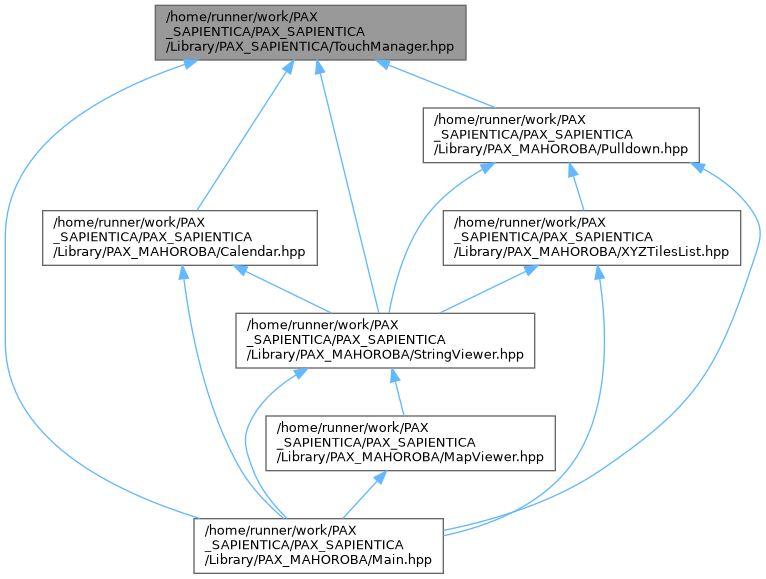 /home/runner/work/PAX
_SAPIENTICA/PAX_SAPIENTICA
/Library/PAX_SAPIENTICA/TouchManager.hpp
/home/runner/work/PAX
_SAPIENTICA/PAX_SAPIENTICA
/Library/PAX_MAHOROBA/Pulldown.hpp
/home/runner/work/PAX
_SAPIENTICA/PAX_SAPIENTICA
/Library/PAX_MAHOROBA/Calendar.hpp
/home/runner/work/PAX
_SAPIENTICA/PAX_SAPIENTICA
/Library/PAX_MAHOROBA/XYZTilesList.hpp
/home/runner/work/PAX
_SAPIENTICA/PAX_SAPIENTICA
/Library/PAX_MAHOROBA/StringViewer.hpp
/home/runner/work/PAX
_SAPIENTICA/PAX_SAPIENTICA
/Library/PAX_MAHOROBA/MapViewer.hpp
/home/runner/work/PAX
_SAPIENTICA/PAX_SAPIENTICA
/Library/PAX_MAHOROBA/Main.hpp